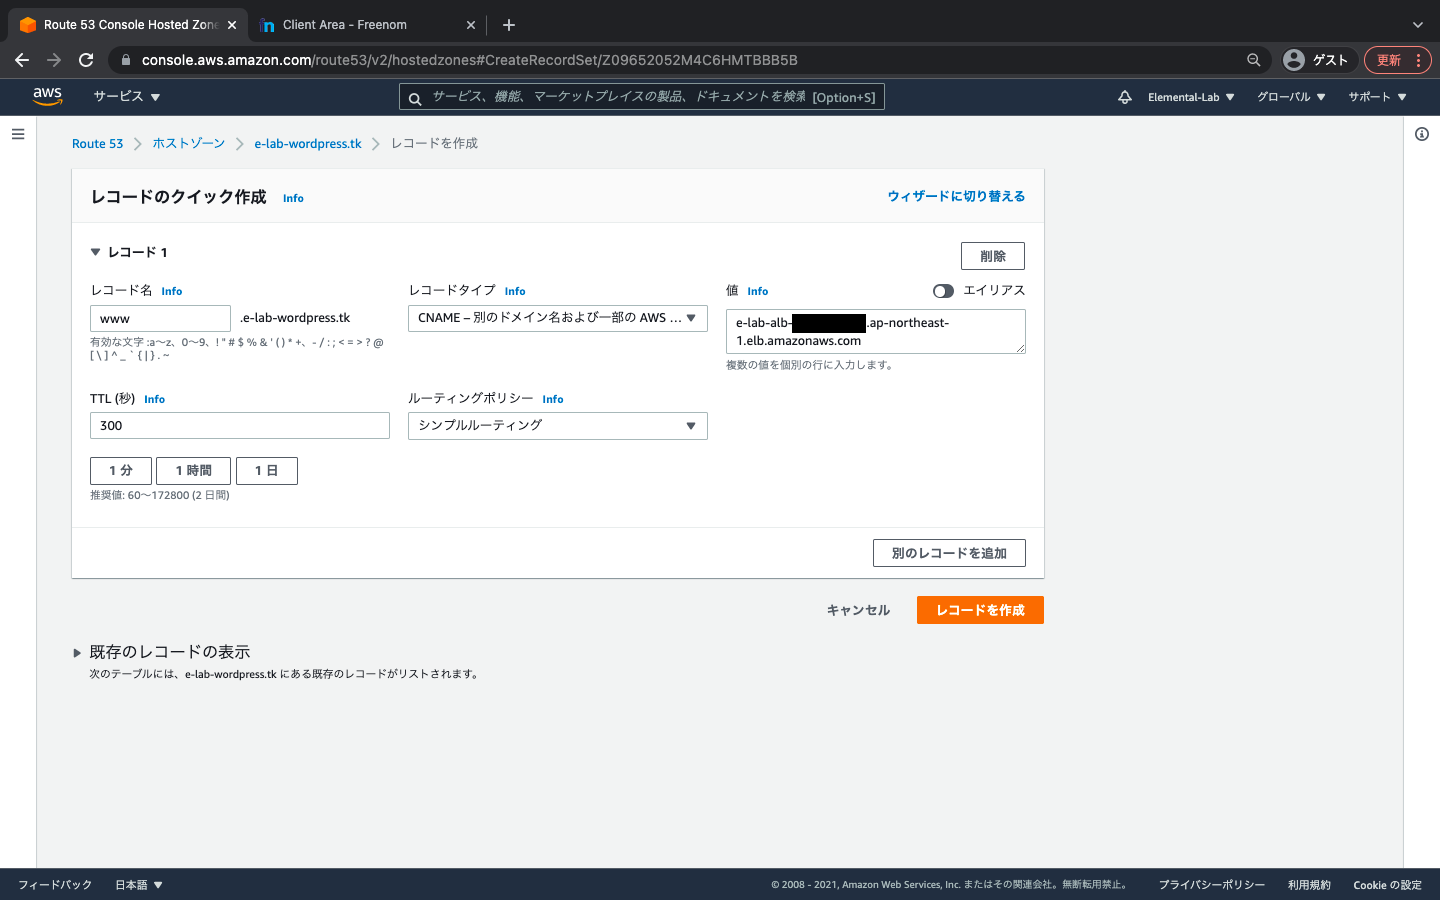 Route 53 Console Hosted Zon
Client Area - Freenom
console.aws.amazon.com/route53/v2/hostedzones#CreateRecordSet/Z09652052M4C6HMTBBB5B
ゲスト
更新
aws
サービス ▼
サービス、機能、マーケットプレイスの製品、ドキュメントを検索 [Option+S]
Elemental-Lab ▼
グローバル ▼
サポート ▼
Route 53 > ホストゾーン > e-lab-wordpress.tk > レコードを作成
レコードのクイック作成 Info
ウィザードに切り替える
▼ レコード 1
削除
レコード名 Info
www .e-lab-wordpress.tk
有効な文字 :a〜z、0〜9、! " # $ % & ' ( ) * +、- / : ; < = > ? @
[ \ ] ^ _ ` { | } . ~
レコードタイプ Info
CNAME – 別のドメイン名および一部の AWS ... ▼
値 Info
エイリアス
e-lab-alb- .ap-northeast-
1.elb.amazonaws.com
複数の値を個別の行に入力します。
TTL (秒) Info
300
ルーティングポリシー Info
シンプルルーティング ▼
1 分
1 時間
1 日
推奨値: 60〜172800 (2 日間)
別のレコードを追加
キャンセル
レコードを作成
既存のレコードの表示
次のテーブルには、e-lab-wordpress.tk にある既存のレコードがリストされます。
フィードバック
日本語 ▼
© 2008 - 2021, Amazon Web Services, Inc. またはその関連会社。無断転用禁止。
プライバシーポリシー
利用規約
Cookie の設定